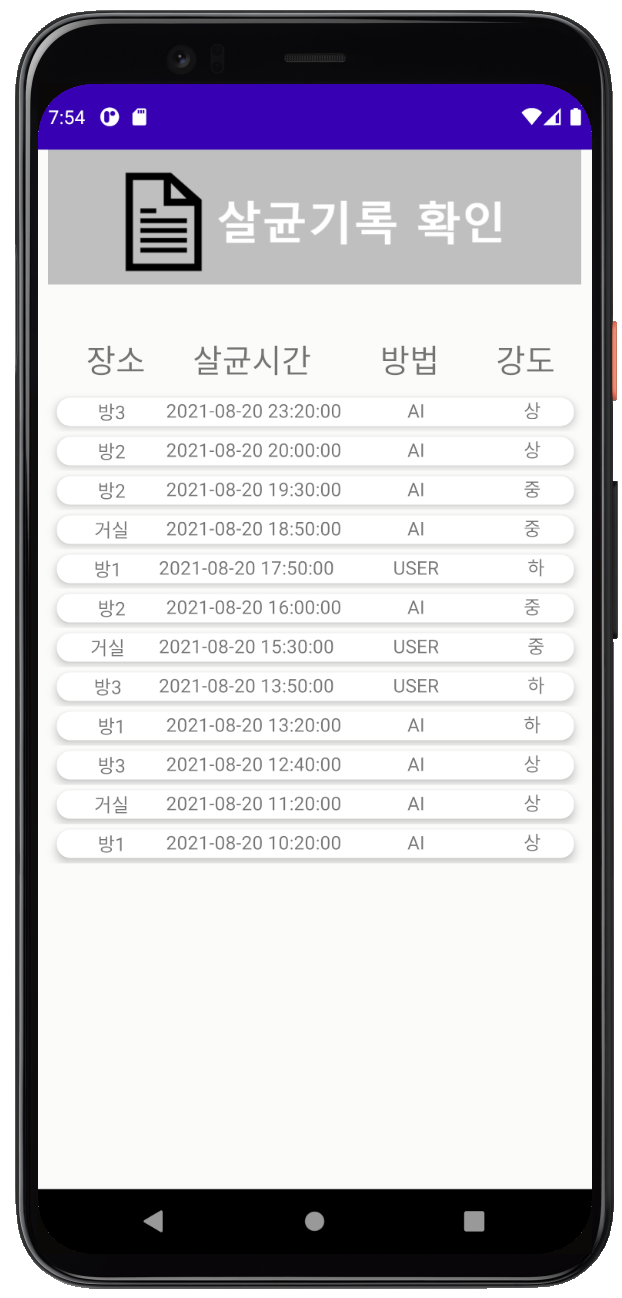 7:54
살균기록 확인
장소 살균시간 방법 강도
방3 2021-08-20 23:20:00 AI 상
방2 2021-08-20 20:00:00 AI 상
방2 2021-08-20 19:30:00 AI 중
거실 2021-08-20 18:50:00 AI 중
방1 2021-08-20 17:50:00 USER 하
방2 2021-08-20 16:00:00 AI 중
거실 2021-08-20 15:30:00 USER 중
방3 2021-08-20 13:50:00 USER 하
방1 2021-08-20 13:20:00 AI 하
방3 2021-08-20 12:40:00 AI 상
거실 2021-08-20 11:20:00 AI 상
방1 2021-08-20 10:20:00 AI 상